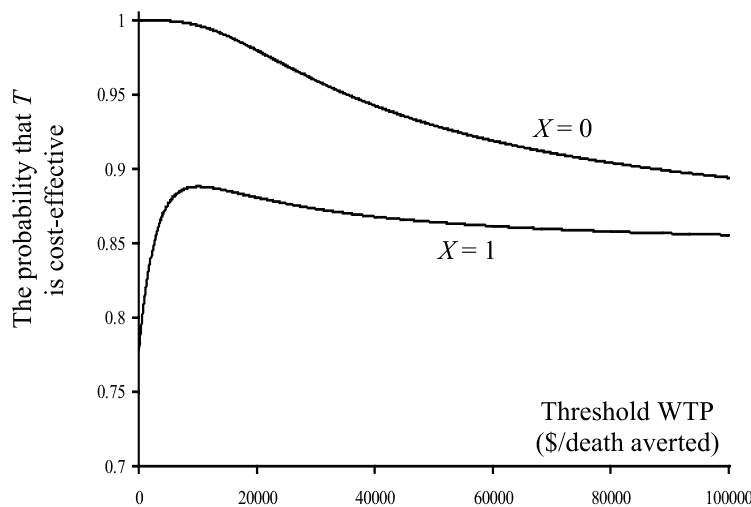 The probability that T
is cost-effective
1
0.95
0.9
0.85
0.8
0.75
0.7
X = 0
X = 1
Threshold WTP
($/death averted)
0 20000 40000 60000 80000 100000